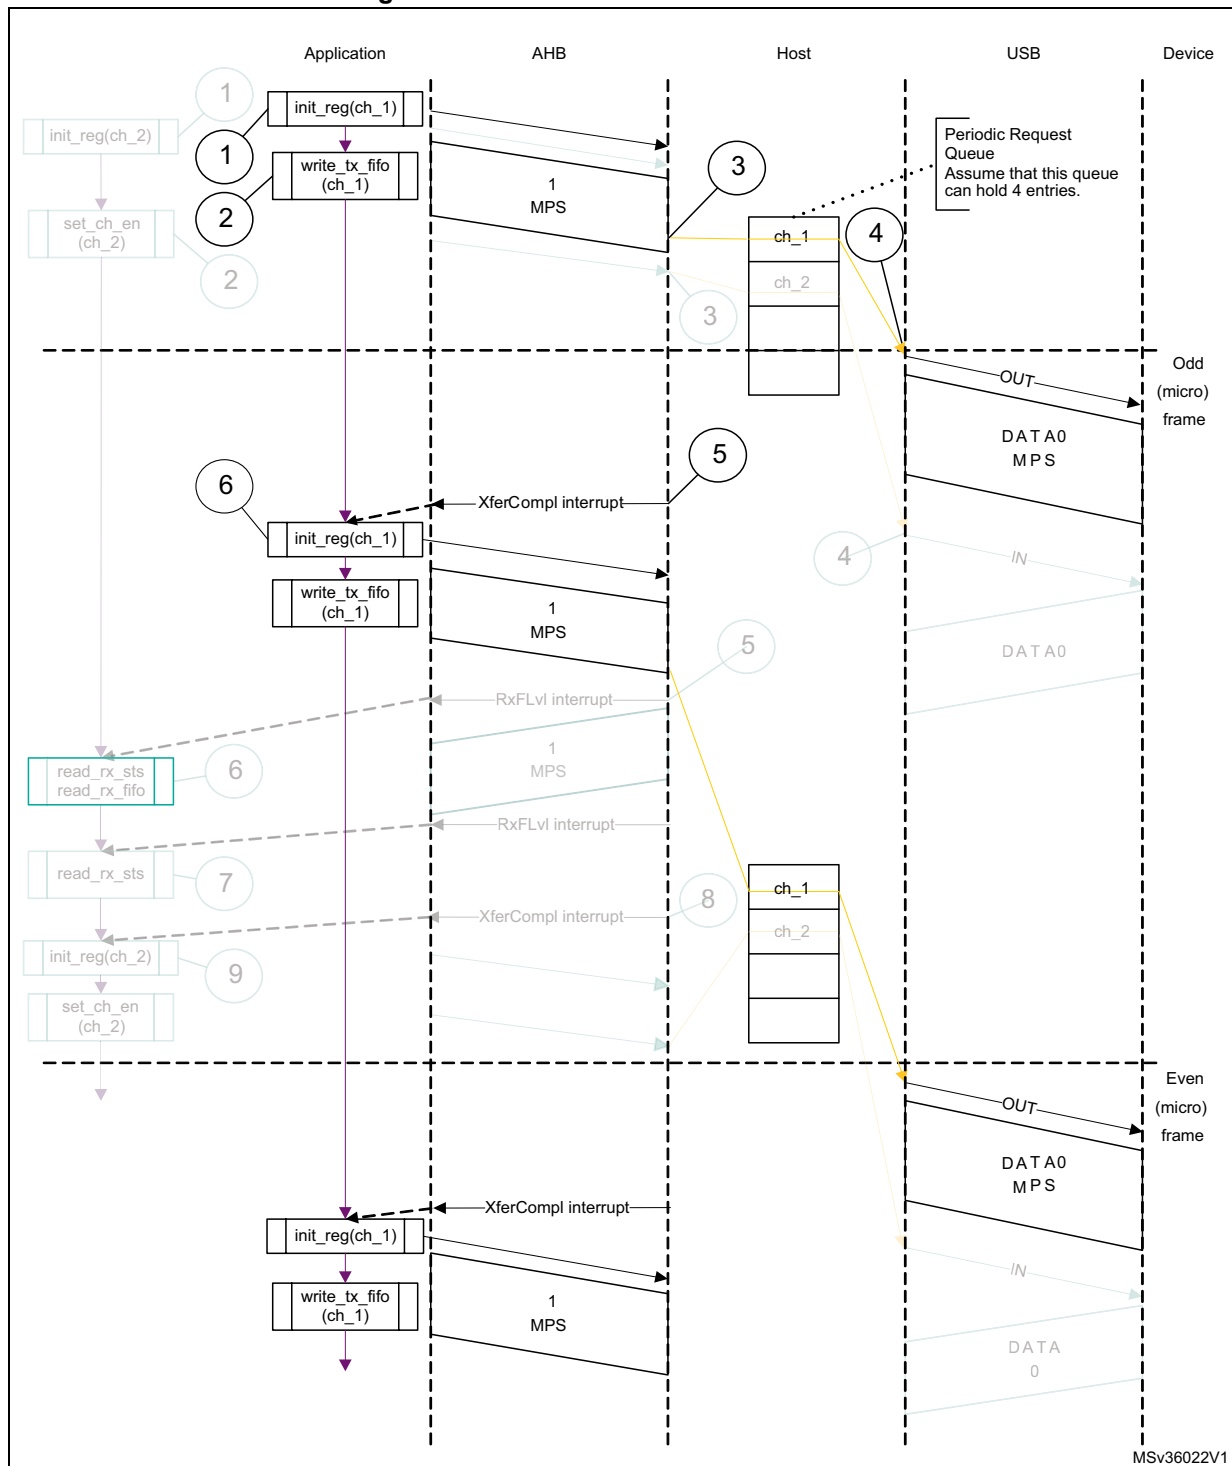 g
Application
AHB
Host
USB
Device
1
init_reg(ch_2)
init_reg(ch_1)
1
write_tx_fifo
(ch_1)
2
1
MPS
3
Periodic Request
Queue
Assume that this queue
can hold 4 entries.
set_ch_en
(ch_2)
2
ch_1
4
ch_2
3
Odd
(micro)
frame
OUT
DATA0
MPS
5
6
XferCompl interrupt
init_reg(ch_1)
4
IN
write_tx_fifo
(ch_1)
1
MPS
5
DATA0
RxFLvl interrupt
read_rx_sts
read_rx_fifo
6
1
MPS
RxFLvl interrupt
read_rx_sts
7
ch_1
8
XferCompl interrupt
ch_2
init_reg(ch_2)
9
set_ch_en
(ch_2)
Even
(micro)
frame
OUT
DATA0
MPS
XferCompl interrupt
init_reg(ch_1)
IN
write_tx_fifo
(ch_1)
1
MPS
DATA
0
MSv36022V1